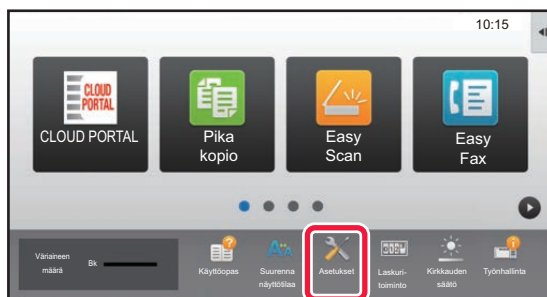 10:15
CLOUD
PORTAL
CLOUD PORTAL
Pika
kopio
Easy
Scan
Easy
Fax
Väriaineen
määrä
Bk
Käyttöopas
Suurenna
näyttötilaa
Asetukset
Laskuri-
toiminto
Kirkkauden
säätö
Työnhallinta